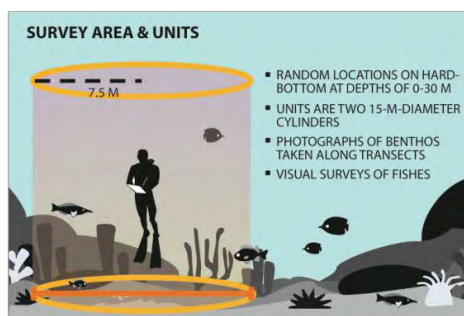 SURVEY AREA & UNITS
7.5 M
▪ RANDOM LOCATIONS ON HARD-
BOTTOM AT DEPTHS OF 0-30 M
▪ UNITS ARE TWO 15-M-DIAMETER
CYLINDERS
▪ PHOTOGRAPHS OF BENTHOS
TAKEN ALONG TRANSECTS
▪ VISUAL SURVEYS OF FISHES